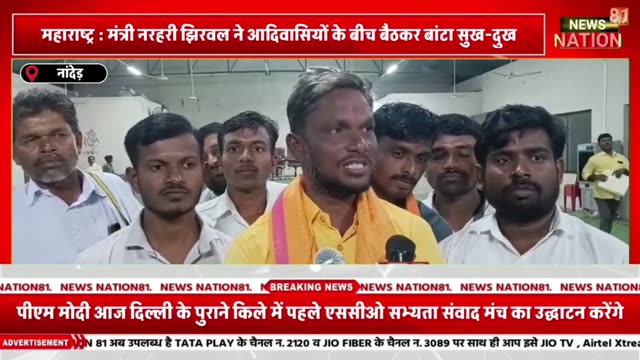 महाराष्ट्र : मंत्री नरहरी झिरवल ने आदिवासियों के बीच बैठकर बांटा सुख-दुख
81
NEWS
NATION
नांदेड़
NATION81. NEWS NATION81. BREAKING NEWS NEWS NATION81. NEWS NATION81.
पीएम मोदी आज दिल्ली के पुराने किले में पहले एससीओ सभ्यता संवाद मंच का उद्घाटन करेंगे
ADVERTISEMENT ON 81 अब उपलब्ध है TATA PLAY के चैनल न. 2120 व JIO FIBER के चैनल न. 3089 पर साथ ही आप इसे JIO TV , Airtel Xtrea